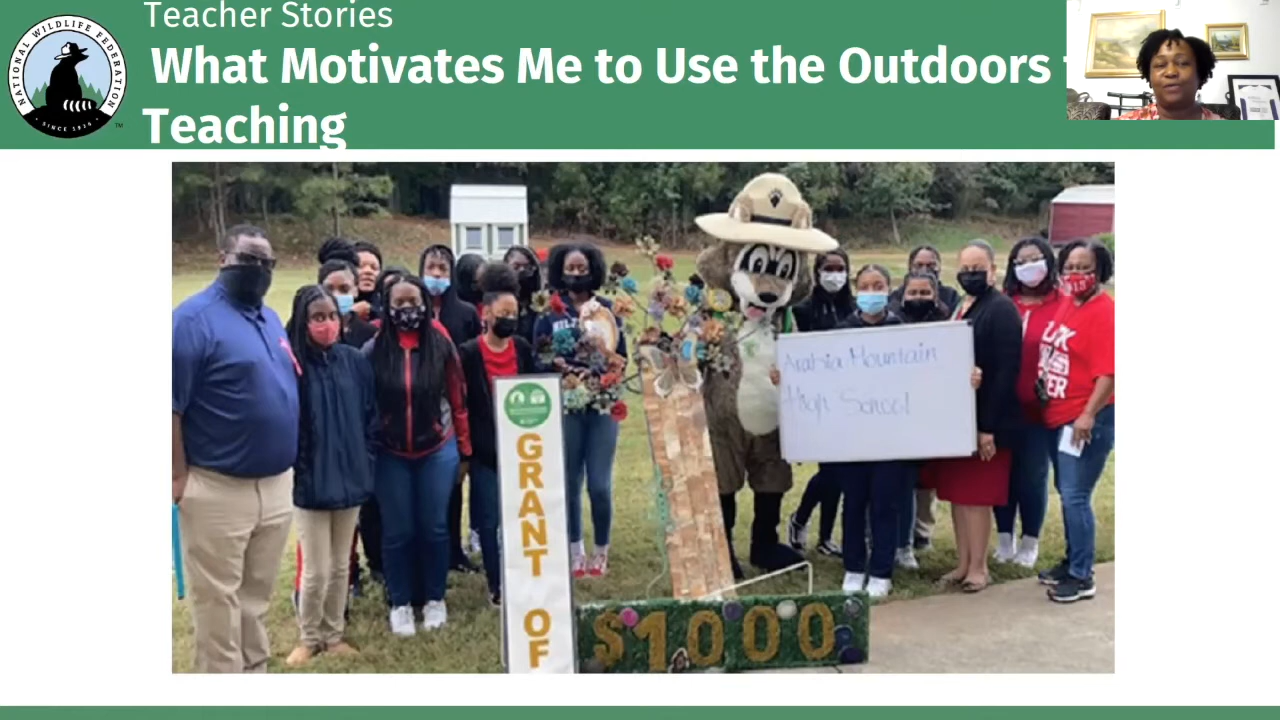 Teacher Stories
What Motivates Me to Use the Outdoors
Teaching
NATIONAL WILDLIFE FEDERATION
SINCE 1936
TM
Arabia Mountain
High School
GRANT
OF
$1000